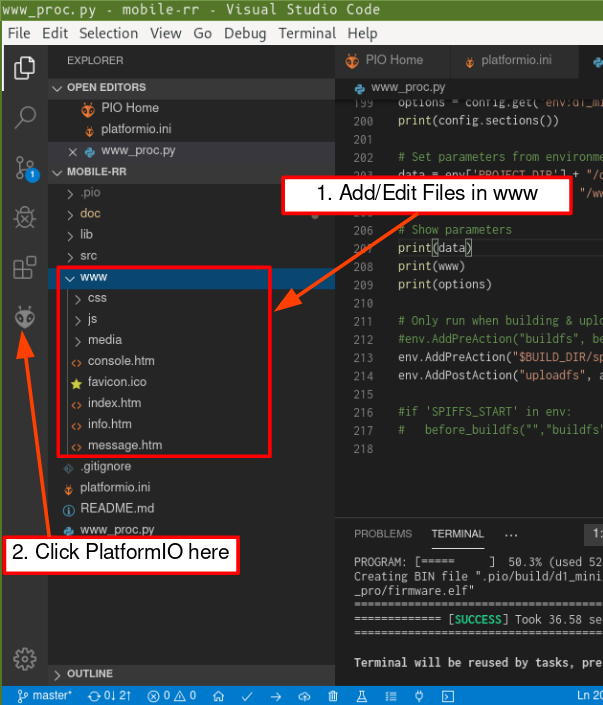 www_proc.py - mobile-rr - Visual Studio Code
File Edit Selection View Go Debug Terminal Help
EXPLORER
OPEN EDITORS
PIO Home
platformio.ini
www_proc.py
MOBILE-RR
.pio
doc
lib
src
www
css
js
media
console.htm
favicon.ico
index.htm
info.htm
message.htm
.gitignore
platformio.ini
README.md
www_proc.py
OUTLINE
1
1. Add/Edit Files in www
2. Click PlatformIO here
PIO Home platformio.ini
www_proc.py
199 options = config.get('env:d1_mi
200 print(config.sections())
201
202 # Set parameters from environme
203 data = env['PROJECT_DIR'] + "/d
"/ww
206 # Show parameters
207 print(data)
208 print(www)
209 print(options)
210
211 # Only run when building & uplo
212 #env.AddPreAction("buildfs", be
213 env.AddPreAction("$BUILD_DIR/sp
214 env.AddPostAction("uploadfs", a
215
216 #if 'SPIFFS_START' in env:
217 # before_buildfs("","buildfs"
218
PROBLEMS TERMINAL ... 1:
PROGRAM: [===== ] 50.3% (used 52
Creating BIN file ".pio/build/d1_mini
_pro/firmware.elf"
============= [SUCCESS] Took 36.58 se
Terminal will be reused by tasks, pre
master* 0↓ 2↑ 0 0 Ln 20